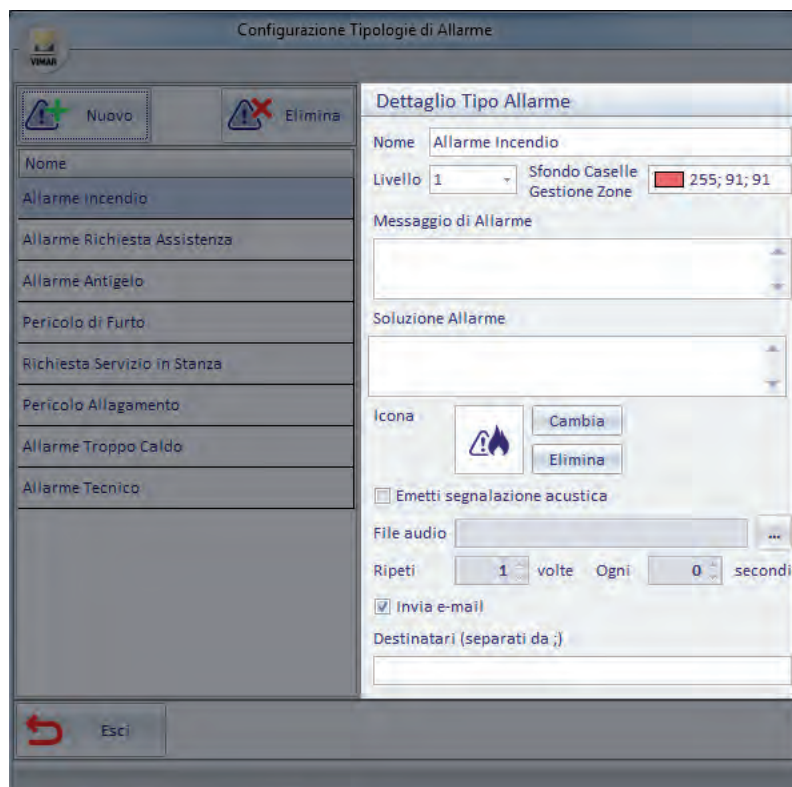 Configurazione Tipologie di Allarme
VIMAR
Nuovo
Elimina
Nome
Allarme Incendio
Allarme Richiesta Assistenza
Allarme Antigelo
Pericolo di Furto
Richiesta Servizio in Stanza
Pericolo Allagamento
Allarme Troppo Caldo
Allarme Tecnico
Dettaglio Tipo Allarme
Nome Allarme Incendio
Livello 1 Sfondo Caselle Gestione Zone 255; 91; 91
Messaggio di Allarme
Soluzione Allarme
Icona
Cambia
Elimina
Emetti segnalazione acustica
File audio ...
Ripeti 1 volte Ogni 0 secondi
Invia e-mail
Destinatari (separati da ;)
Esci